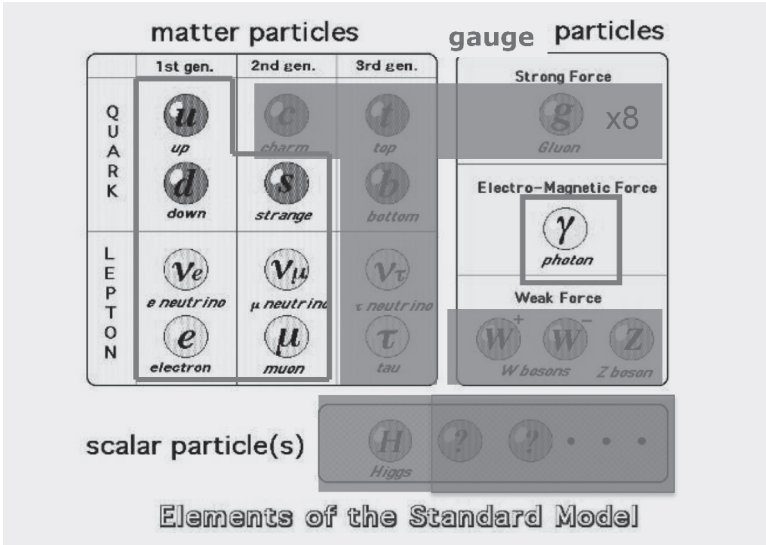 matter particles
gauge particles
1st gen. 2nd gen. 3rd gen.
QUARK
u c t
up charm top
d s b
down strange bottom
LEPTON
νe νμ ντ
e neutrino μ neutrino τ neutrino
e μ τ
electron muon tau
Strong Force
g x8
Gluon
Electro-Magnetic Force
γ
photon
Weak Force
W+ W− Z
W bosons Z boson
scalar particle(s)
H ? ? • • •
Higgs
Elements of the Standard Model